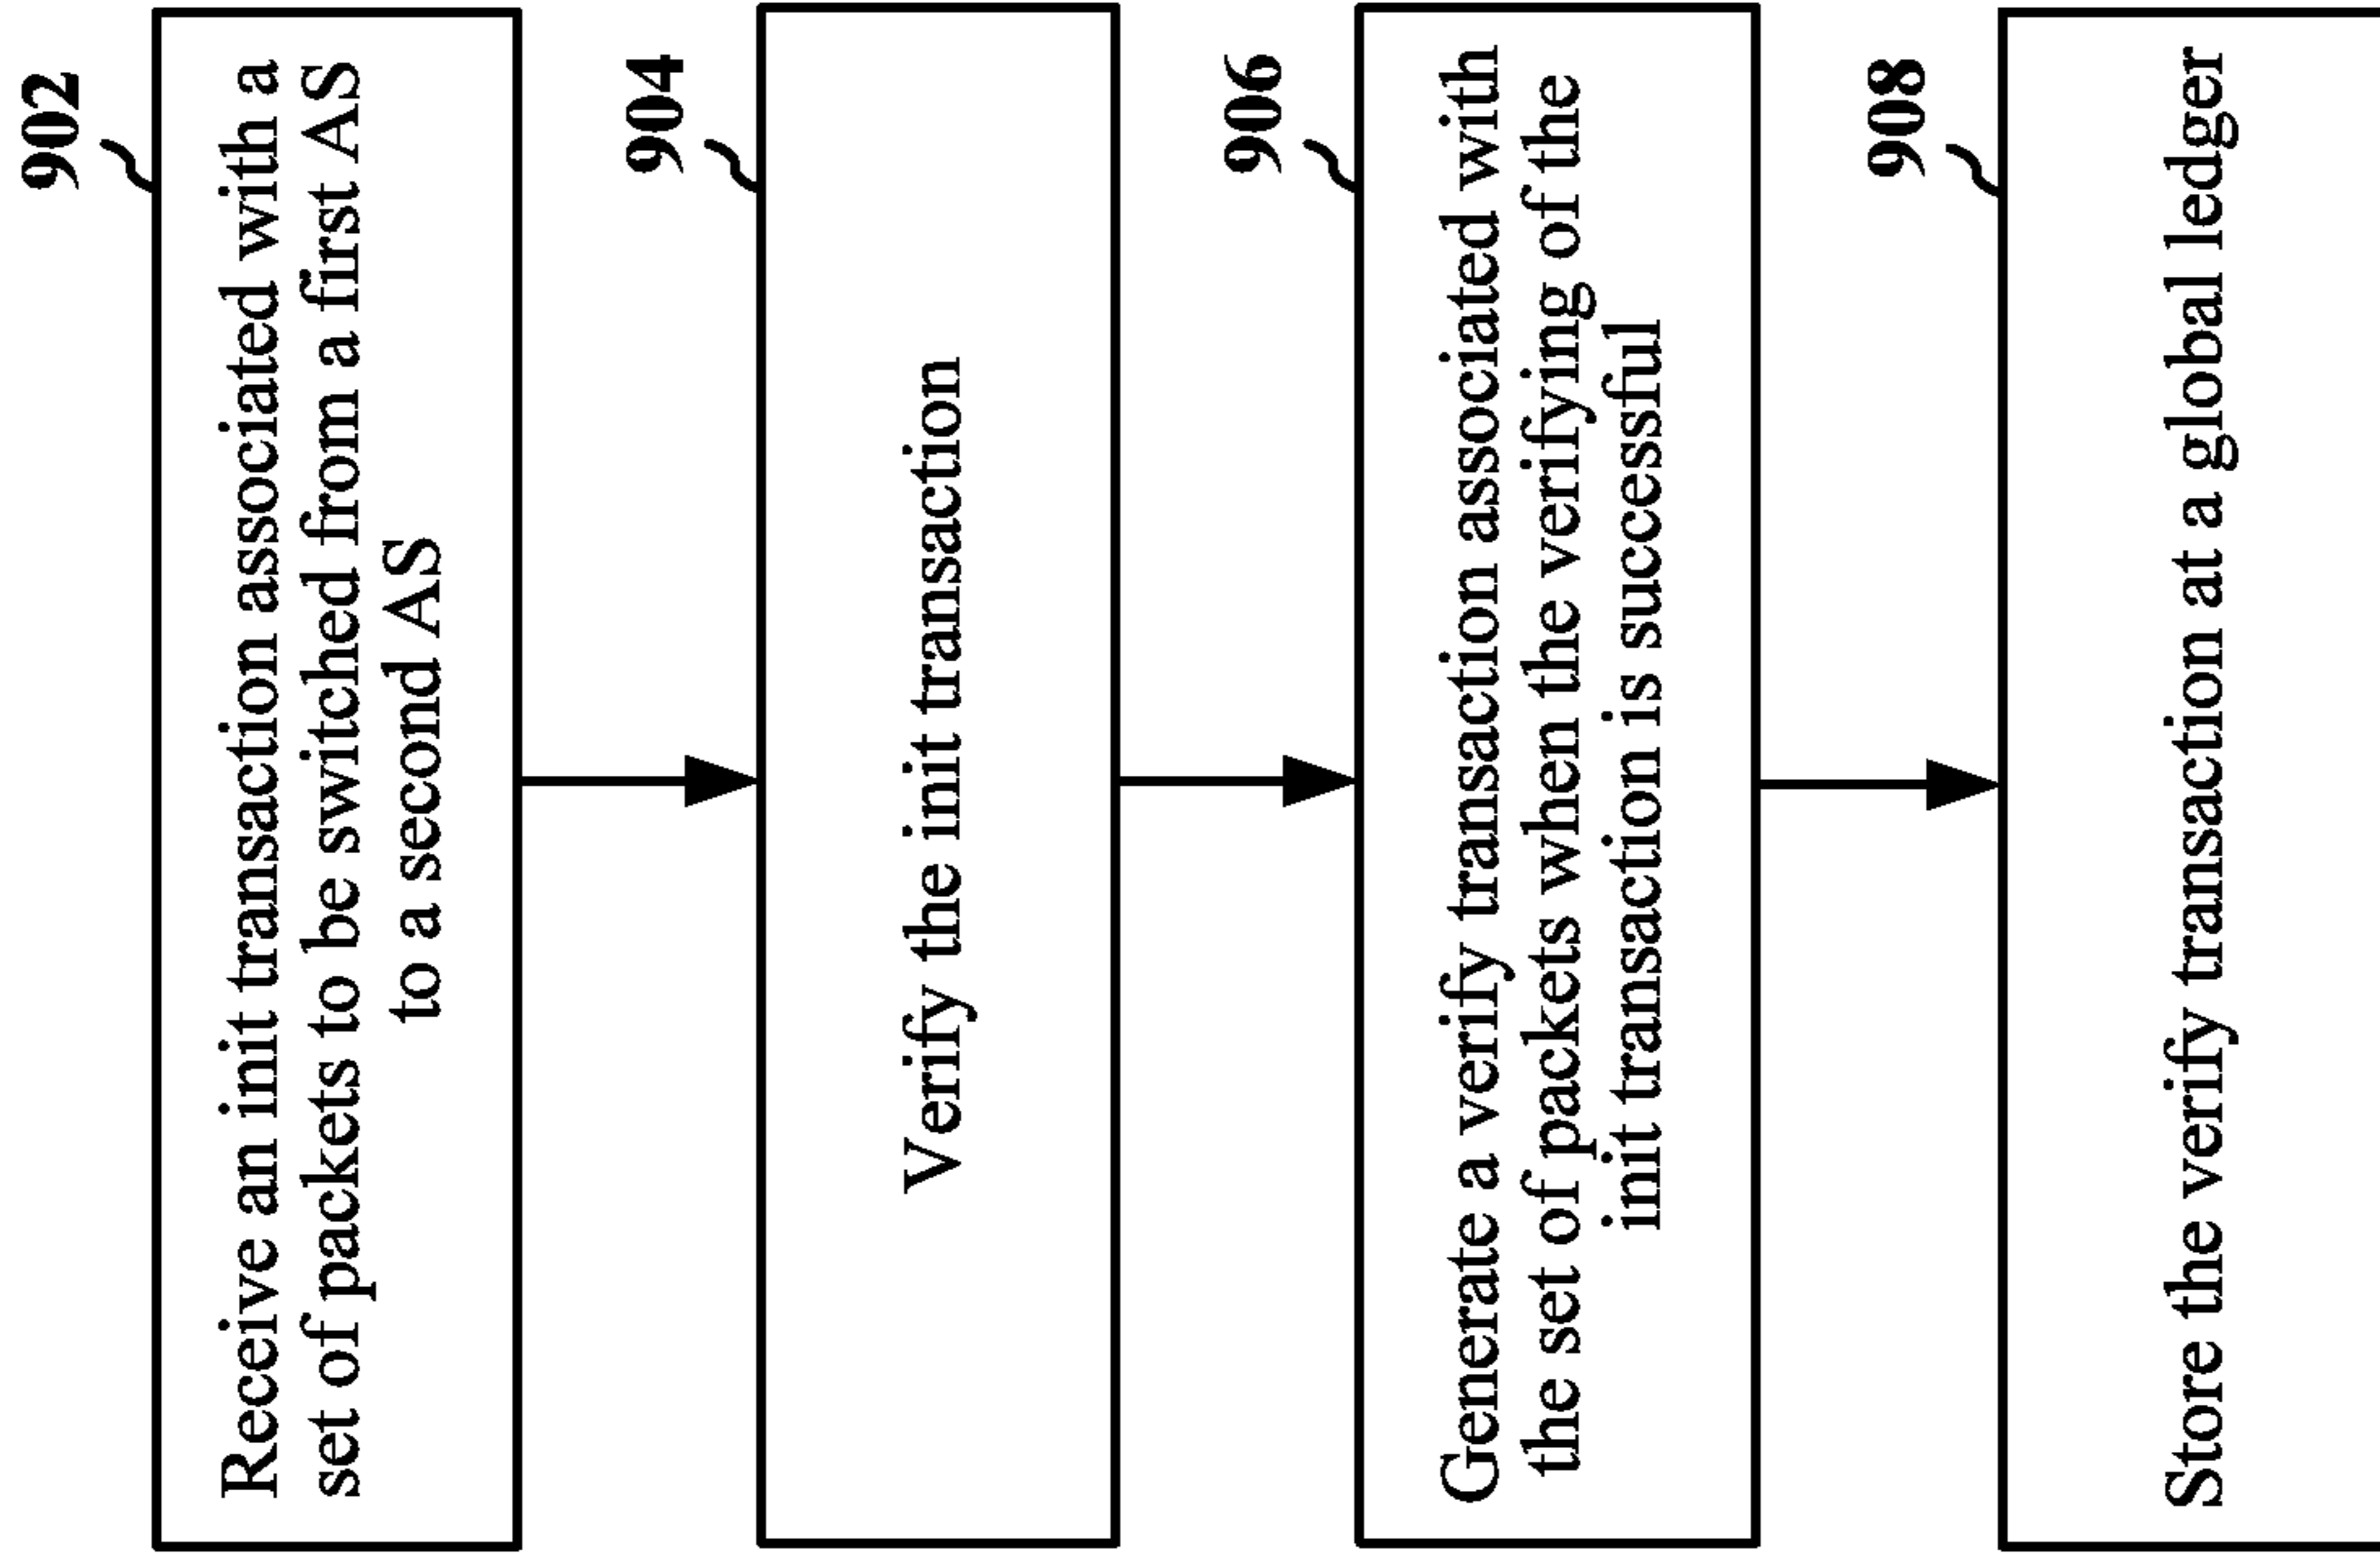 902
Receive an init transaction associated with a
set of packets to be switched from a first AS
to a second AS
904
Verify the init transaction
906
Generate a verify transaction associated with
the set of packets when the verifying of the
init transaction is successful
908
Store the verify transaction at a global ledger